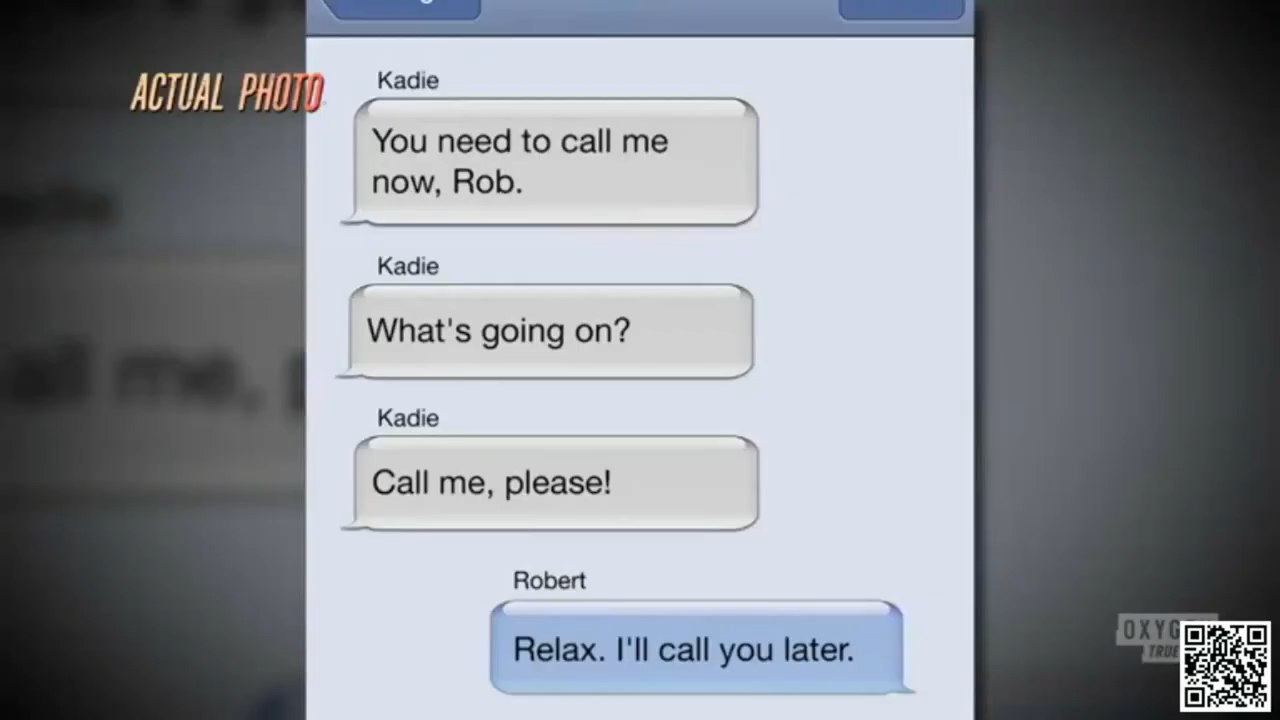 ACTUAL PHOTO
Kadie
You need to call me
now, Rob.
Kadie
What's going on?
Kadie
Call me, please!
Robert
Relax. I'll call you later.
TRUE